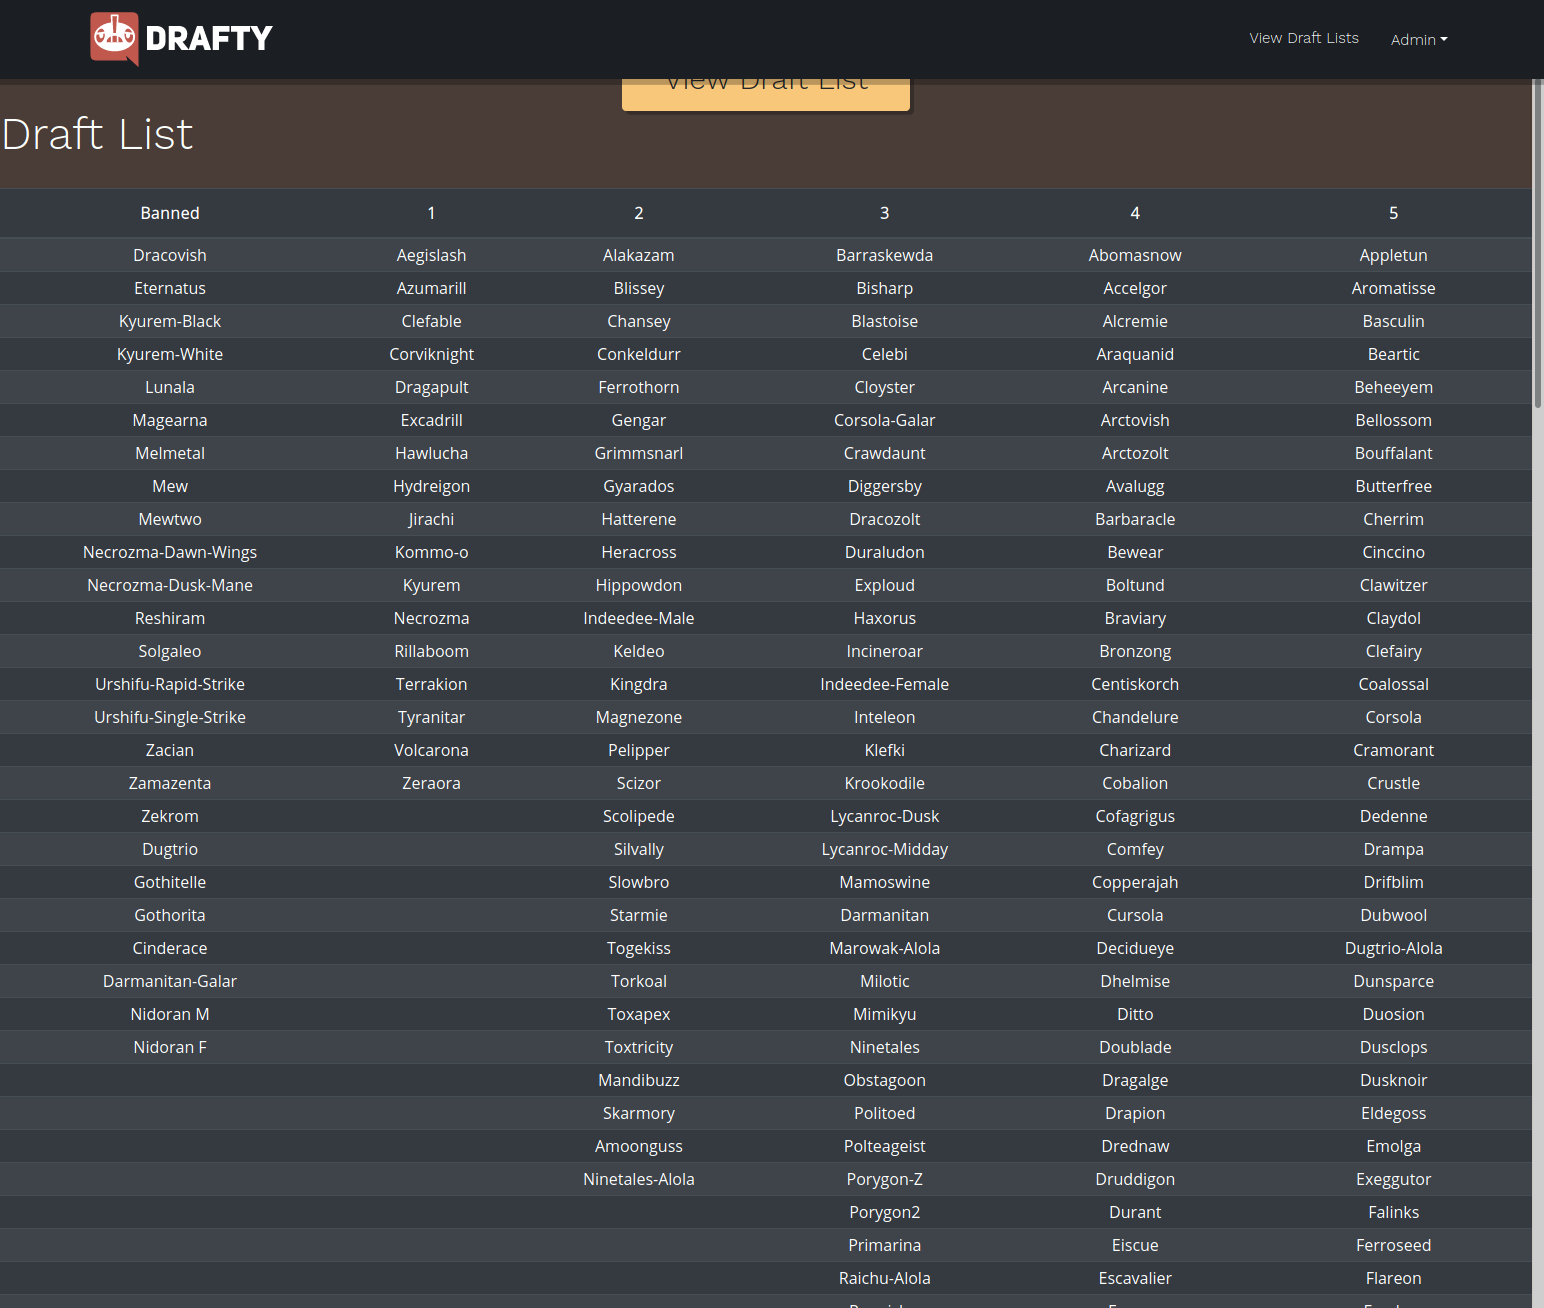 DRAFTY
View Draft Lists Admin
View Draft List
Draft List
Banned 1 2 3 4 5
Dracovish Aegislash Alakazam Barraskewda Abomasnow Appletun
Eternatus Azumarill Blissey Bisharp Accelgor Aromatisse
Kyurem-Black Clefable Chansey Blastoise Alcremie Basculin
Kyurem-White Corviknight Conkeldurr Celebi Araquanid Beartic
Lunala Dragapult Ferrothorn Cloyster Arcanine Beheeyem
Magearna Excadrill Gengar Corsola-Galar Arctovish Bellossom
Melmetal Hawlucha Grimmsnarl Crawdaunt Arctozolt Bouffalant
Mew Hydreigon Gyarados Diggersby Avalugg Butterfree
Mewtwo Jirachi Hatterene Dracozolt Barbaracle Cherrim
Necrozma-Dawn-Wings Kommo-o Heracross Duraludon Bewear Cinccino
Necrozma-Dusk-Mane Kyurem Hippowdon Exploud Boltund Clawitzer
Reshiram Necrozma Indeedee-Male Haxorus Braviary Claydol
Solgaleo Rillaboom Keldeo Incineroar Bronzong Clefairy
Urshifu-Rapid-Strike Terrakion Kingdra Indeedee-Female Centiskorch Coalossal
Urshifu-Single-Strike Tyranitar Magnezone Inteleon Chandelure Corsola
Zacian Volcarona Pelipper Klefki Charizard Cramorant
Zamazenta Zeraora Scizor Krookodile Cobalion Crustle
Zekrom Scolipede Lycanroc-Dusk Cofagrigus Dedenne
Dugtrio Silvally Lycanroc-Midday Comfey Drampa
Gothitelle Slowbro Mamoswine Copperajah Drifblim
Gothorita Starmie Darmanitan Cursola Dubwool
Cinderace Togekiss Marowak-Alola Decidueye Dugtrio-Alola
Darmanitan-Galar Torkoal Milotic Dhelmise Dunsparce
Nidoran M Toxapex Mimikyu Ditto Duosion
Nidoran F Toxtricity Ninetales Doublade Dusclops
Mandibuzz Obstagoon Dragalge Dusknoir
Skarmory Politoed Drapion Eldegoss
Amoonguss Polteageist Drednaw Emolga
Ninetales-Alola Porygon-Z Druddigon Exeggutor
Porygon2 Durant Falinks
Primarina Eiscue Ferroseed
Raichu-Alola Escavalier Flareon